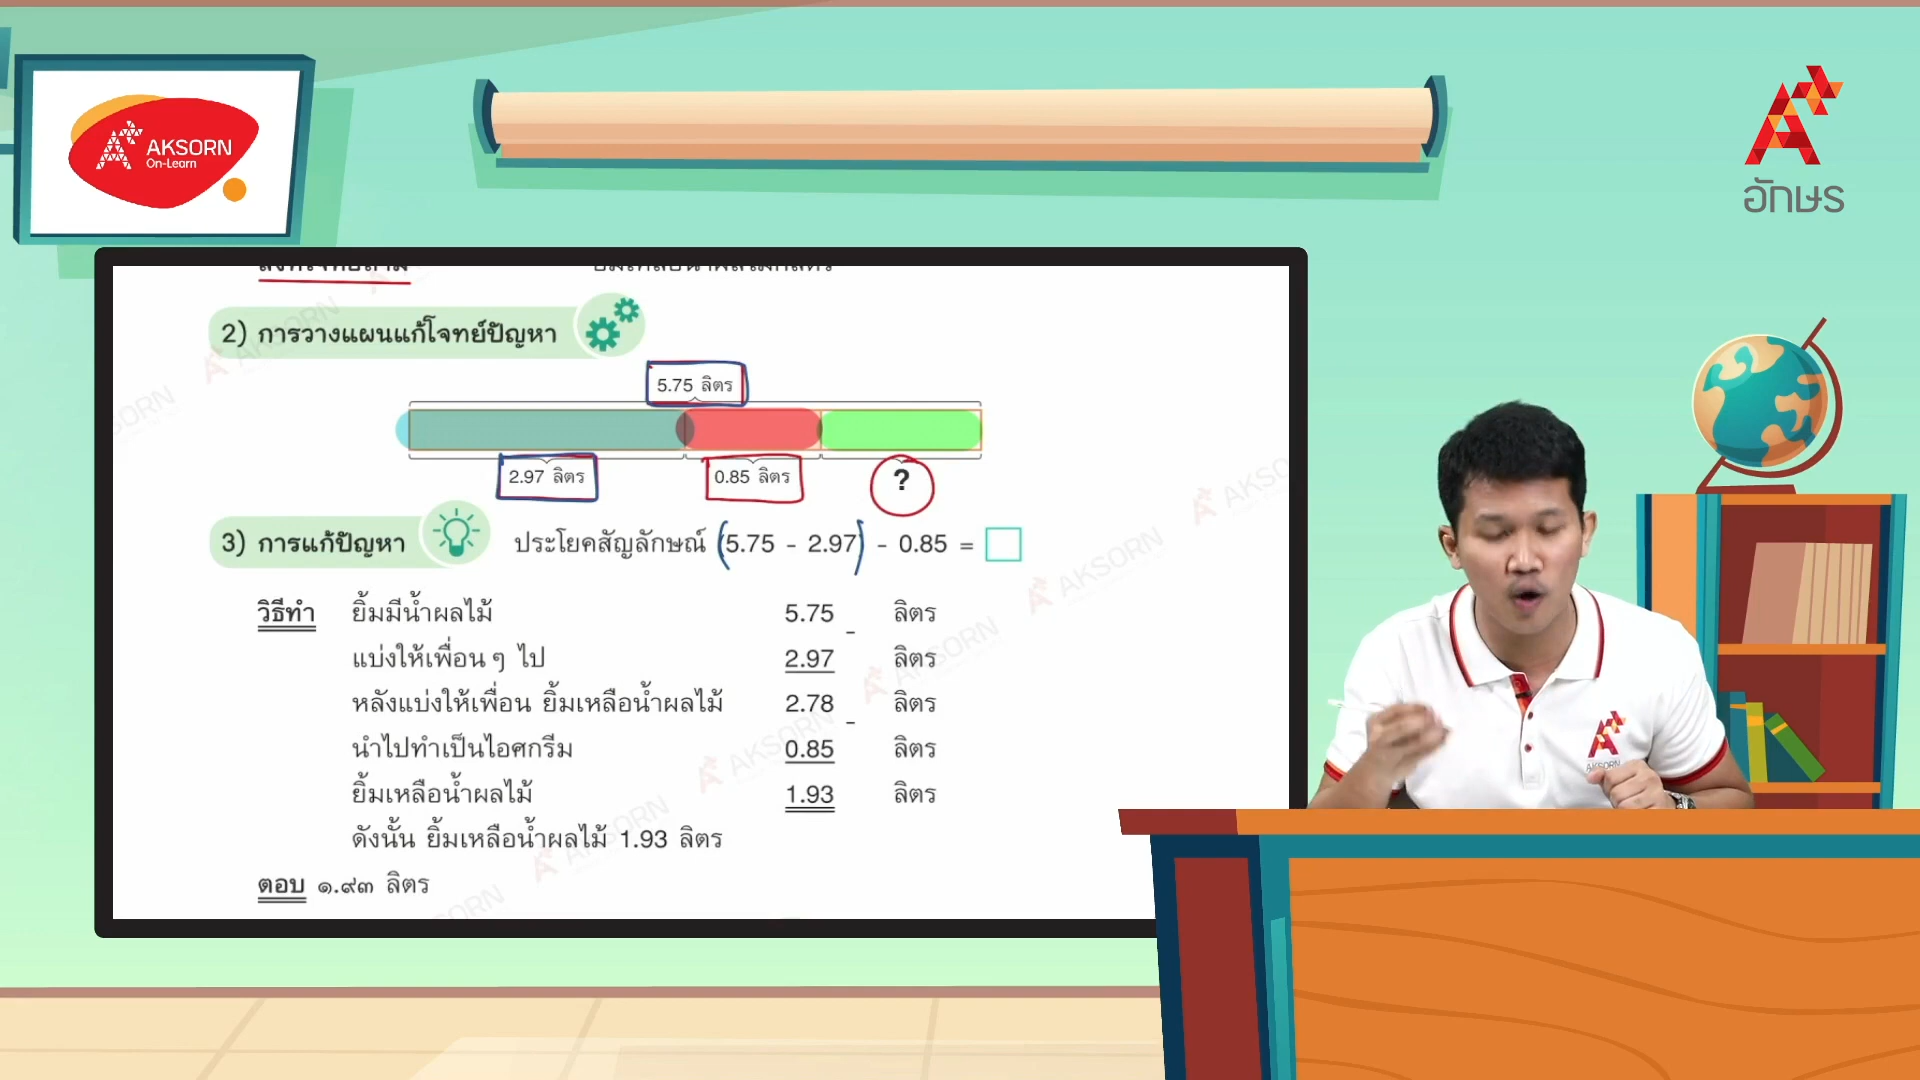 AKSORN
On-Learn
อักษร
2) การวางแผนแก้โจทย์ปัญหา
5.75 ลิตร
2.97 ลิตร
0.85 ลิตร
?
3) การแก้ปัญหา
ประโยคสัญลักษณ์ (5.75 - 2.97) - 0.85 = □
วิธีทำ ยิ้มมีน้ำผลไม้ 5.75 ลิตร
-
แบ่งให้เพื่อน ๆ ไป 2.97 ลิตร
หลังแบ่งให้เพื่อน ยิ้มเหลือน้ำผลไม้ 2.78 ลิตร
-
นำไปทำเป็นไอศกรีม 0.85 ลิตร
ยิ้มเหลือน้ำผลไม้ 1.93 ลิตร
ดังนั้น ยิ้มเหลือน้ำผลไม้ 1.93 ลิตร
ตอบ ๑.๙๓ ลิตร
AKSORN